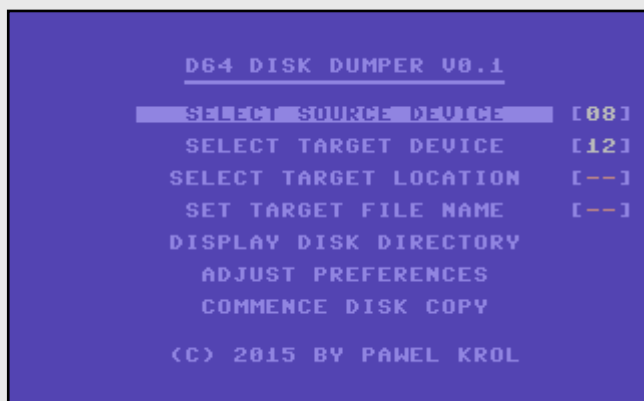 D64 DISK DUMPER V0.1
SELECT SOURCE DEVICE [08]
SELECT TARGET DEVICE [12]
SELECT TARGET LOCATION [--]
SET TARGET FILE NAME [--]
DISPLAY DISK DIRECTORY
ADJUST PREFERENCES
COMMENCE DISK COPY
(C) 2015 BY PAWEL KROL